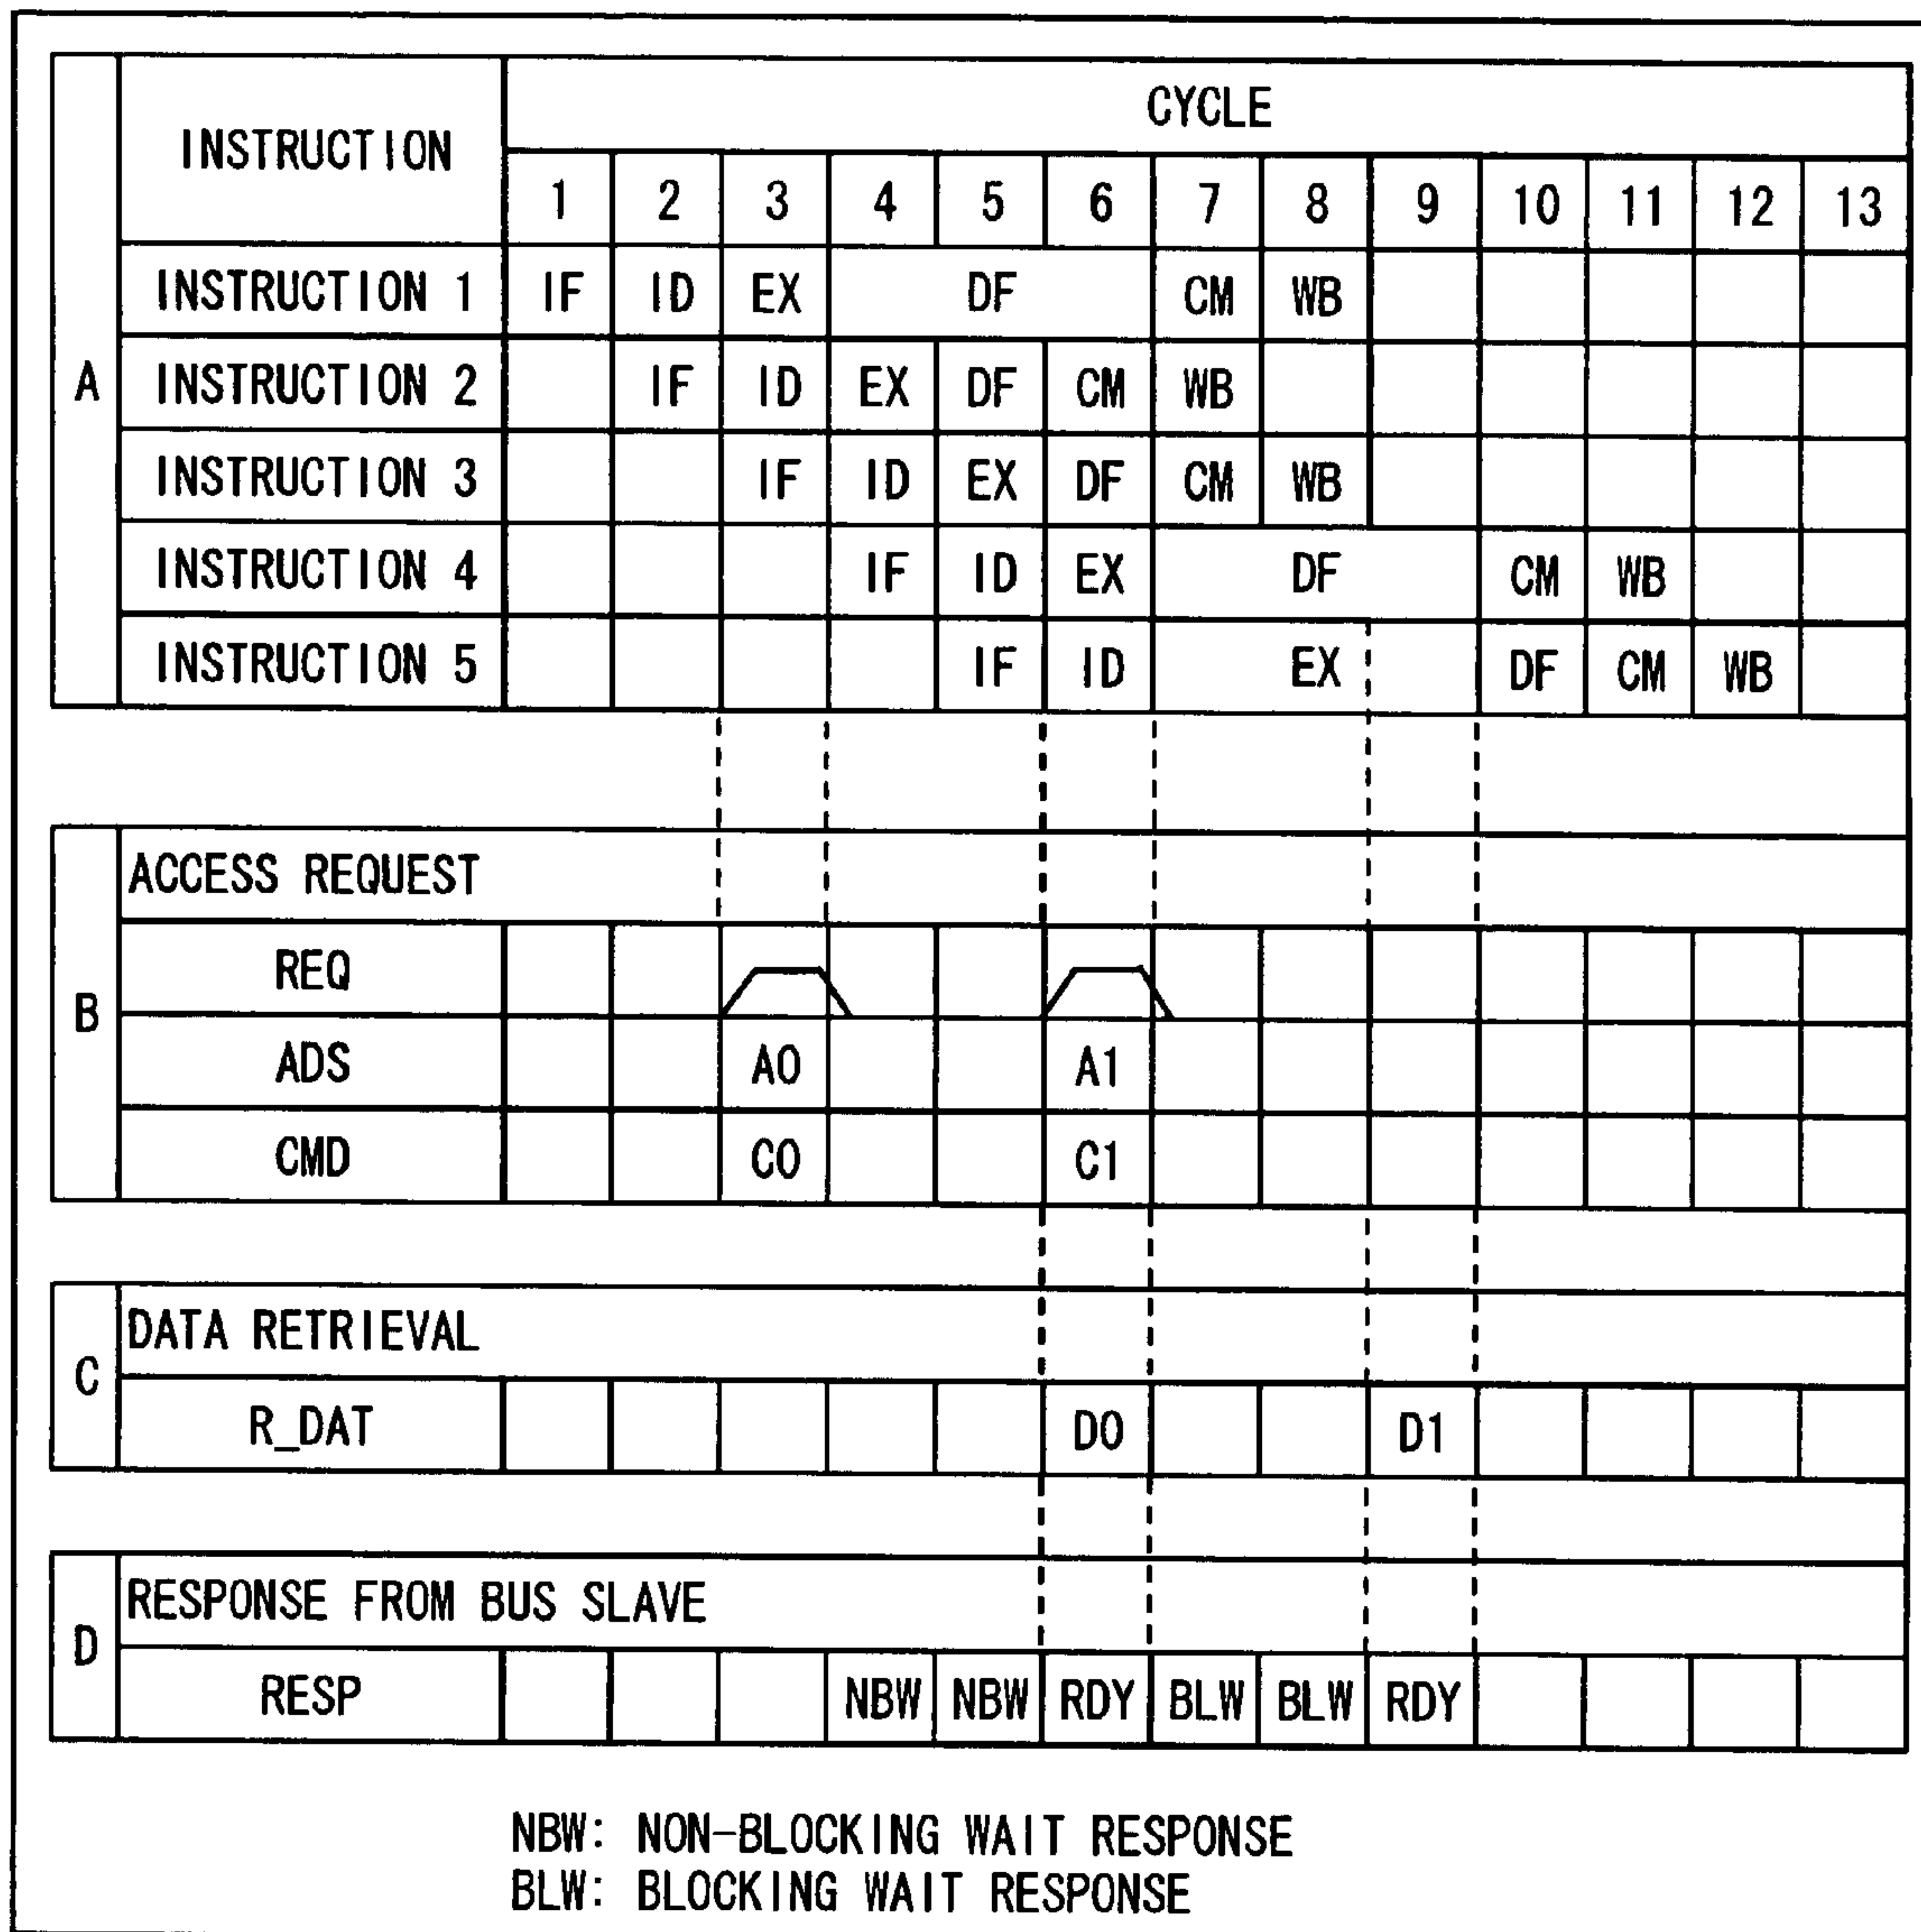 A
INSTRUCTION CYCLE
1 2 3 4 5 6 7 8 9 10 11 12 13
INSTRUCTION 1 IF ID EX DF CM WB
INSTRUCTION 2 IF ID EX DF CM WB
INSTRUCTION 3 IF ID EX DF CM WB
INSTRUCTION 4 IF ID EX DF CM WB
INSTRUCTION 5 IF ID EX DF CM WB
B
ACCESS REQUEST
REQ
ADS A0 A1
CMD C0 C1
C
DATA RETRIEVAL
R_DAT D0 D1
D
RESPONSE FROM BUS SLAVE
RESP NBW NBW RDY BLW BLW RDY
NBW: NON-BLOCKING WAIT RESPONSE
BLW: BLOCKING WAIT RESPONSE